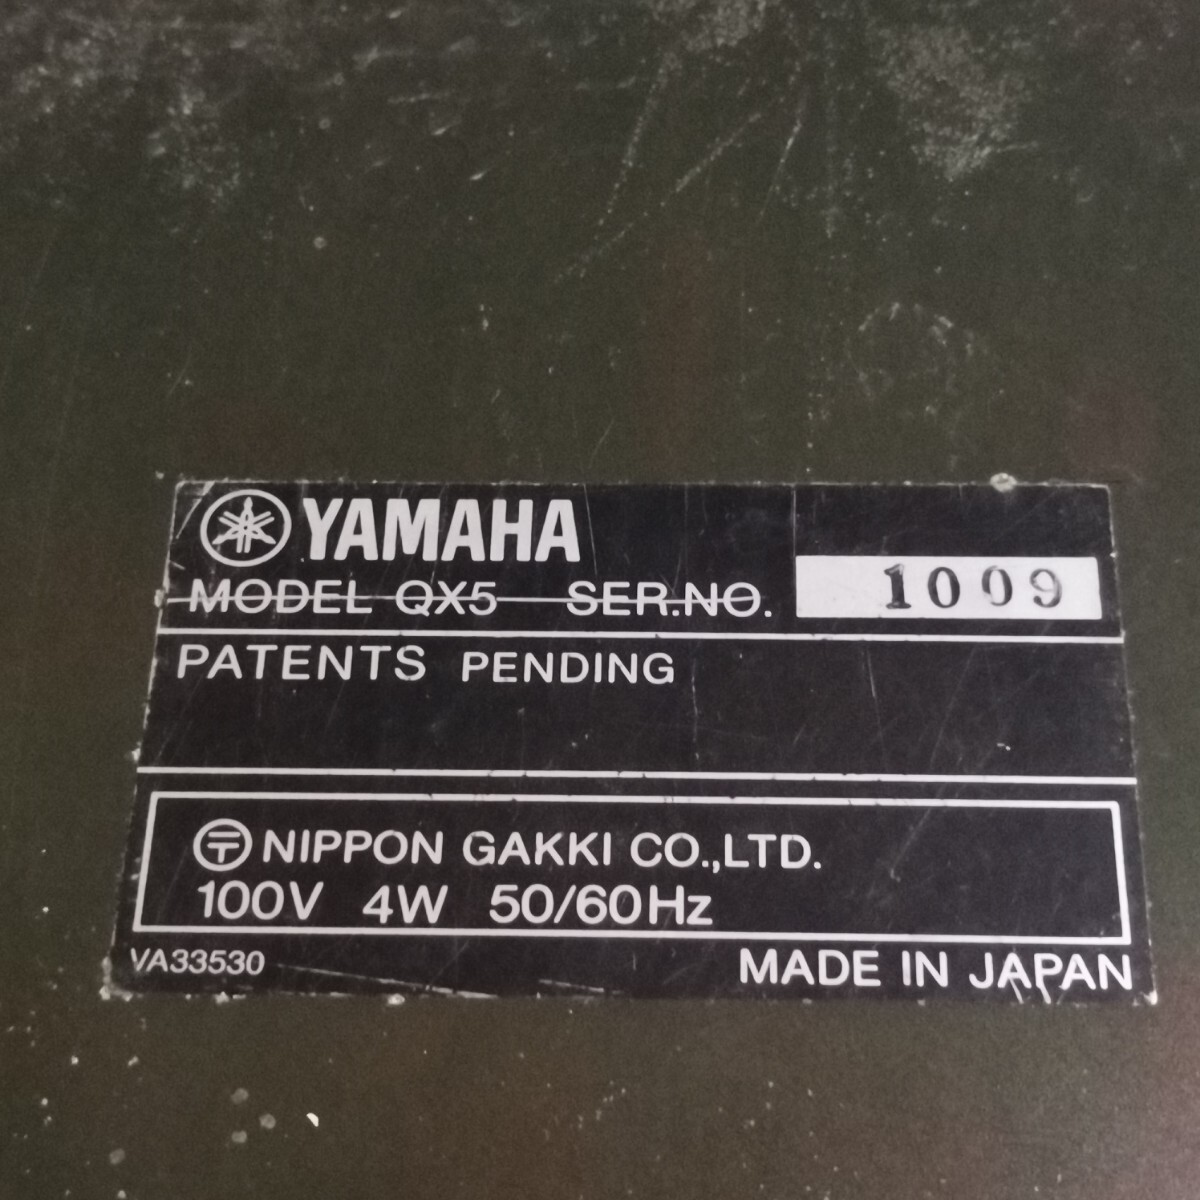 YAMAHA
MODEL QX5 SER.NO. 1009
PATENTS PENDING
NIPPON GAKKI CO.,LTD.
100V 4W 50/60Hz
VA33530 MADE IN JAPAN